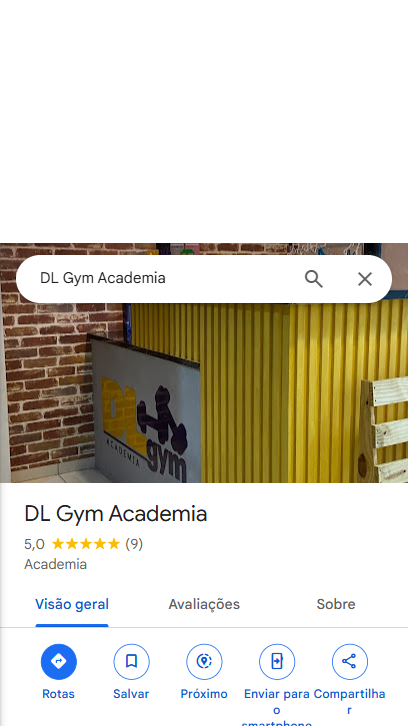 DL Gym Academia
DL
ACADEMIA
gym
DL Gym Academia
5,0 ★★★★★ (9)
Academia
Visão geral Avaliações Sobre
Rotas Salvar Próximo Enviar para Compartilha
o r
smartphone